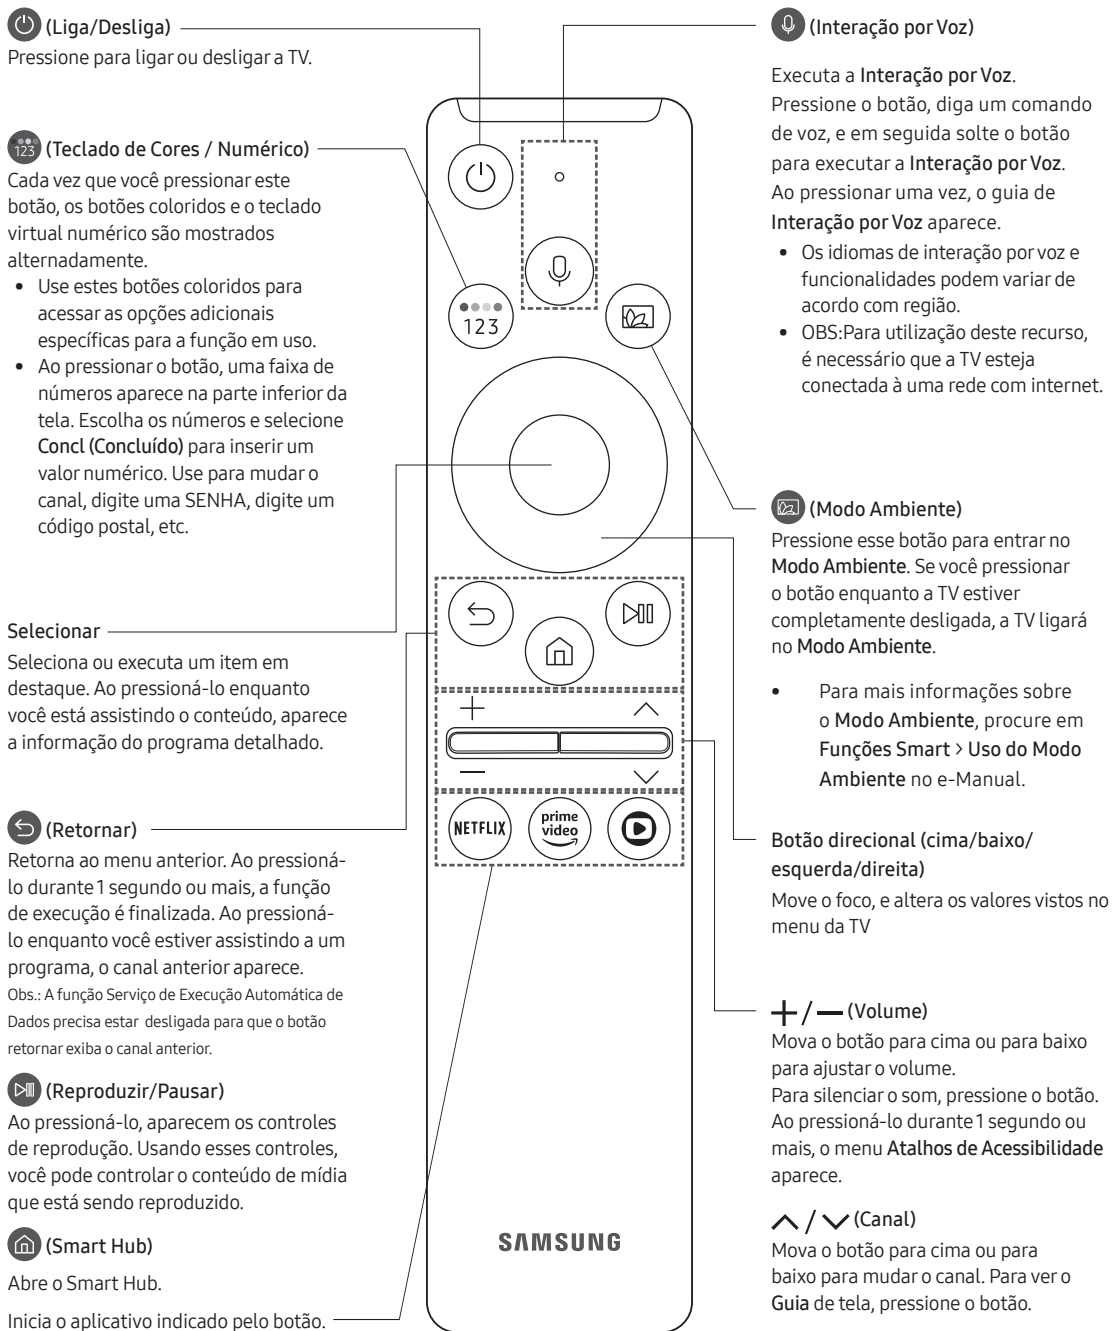 (Liga/Desliga)
Pressione para ligar ou desligar a TV.
123
(Teclado de Cores / Numérico)
Cada vez que você pressionar este
botão, os botões coloridos e o teclado
virtual numérico são mostrados
alternadamente.
• Use estes botões coloridos para
acessar as opções adicionais
específicas para a função em uso.
• Ao pressionar o botão, uma faixa de
números aparece na parte inferior da
tela. Escolha os números e selecione
Concl (Concluído) para inserir um
valor numérico. Use para mudar o
canal, digite uma SENHA, digite um
código postal, etc.
Selecionar
Seleciona ou executa um item em
destaque. Ao pressioná-lo enquanto
você está assistindo o conteúdo, aparece
a informação do programa detalhado.
(Retornar)
Retorna ao menu anterior. Ao pressioná-
lo durante 1 segundo ou mais, a função
de execução é finalizada. Ao pressioná-
lo enquanto você estiver assistindo a um
programa, o canal anterior aparece.
Obs.: A função Serviço de Execução Automática de
Dados precisa estar desligada para que o botão
retornar exiba o canal anterior.
(Reproduzir/Pausar)
Ao pressioná-lo, aparecem os controles
de reprodução. Usando esses controles,
você pode controlar o conteúdo de mídia
que está sendo reproduzido.
(Smart Hub)
Abre o Smart Hub.
Inicia o aplicativo indicado pelo botão.
123
+
—
NETFLIX
prime
video
SAMSUNG
(Interação por Voz)
Executa a Interação por Voz.
Pressione o botão, diga um comando
de voz, e em seguida solte o botão
para executar a Interação por Voz.
Ao pressionar uma vez, o guia de
Interação por Voz aparece.
• Os idiomas de interação por voz e
funcionalidades podem variar de
acordo com região.
• OBS:Para utilização deste recurso,
é necessário que a TV esteja
conectada à uma rede com internet.
(Modo Ambiente)
Pressione esse botão para entrar no
Modo Ambiente. Se você pressionar
o botão enquanto a TV estiver
completamente desligada, a TV ligará
no Modo Ambiente.
• Para mais informações sobre
o Modo Ambiente, procure em
Funções Smart > Uso do Modo
Ambiente no e-Manual.
Botão direcional (cima/baixo/
esquerda/direita)
Move o foco, e altera os valores vistos no
menu da TV
+ / — (Volume)
Mova o botão para cima ou para baixo
para ajustar o volume.
Para silenciar o som, pressione o botão.
Ao pressioná-lo durante 1 segundo ou
mais, o menu Atalhos de Acessibilidade
aparece.
/ (Canal)
Mova o botão para cima ou para
baixo para mudar o canal. Para ver o
Guia de tela, pressione o botão.